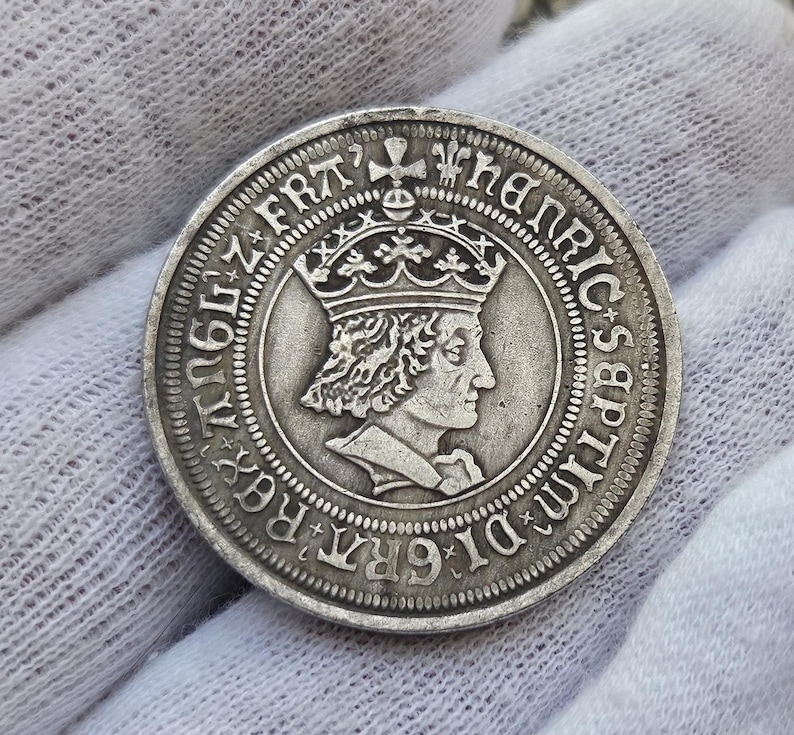 HENRIC SEPTIM' DI' GRA' REX ANGL' Z FRA'